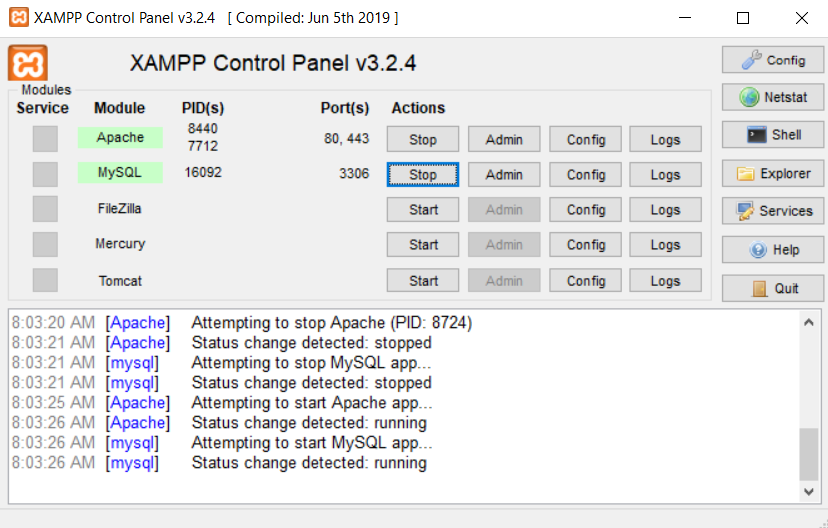 XAMPP Control Panel v3.2.4 [ Compiled: Jun 5th 2019 ]
XAMPP Control Panel v3.2.4
Config
Modules
Service Module PID(s) Port(s) Actions
Netstat
Apache 8440 7712 80, 443 Stop Admin Config Logs
Shell
MySQL 16092 3306 Stop Admin Config Logs
Explorer
FileZilla Start Admin Config Logs
Services
Mercury Start Admin Config Logs
Help
Tomcat Start Admin Config Logs
Quit
8:03:20 AM [Apache] Attempting to stop Apache (PID: 8724)
8:03:21 AM [Apache] Status change detected: stopped
8:03:21 AM [mysql] Attempting to stop MySQL app...
8:03:21 AM [mysql] Status change detected: stopped
8:03:25 AM [Apache] Attempting to start Apache app...
8:03:26 AM [Apache] Status change detected: running
8:03:26 AM [mysql] Attempting to start MySQL app...
8:03:26 AM [mysql] Status change detected: running